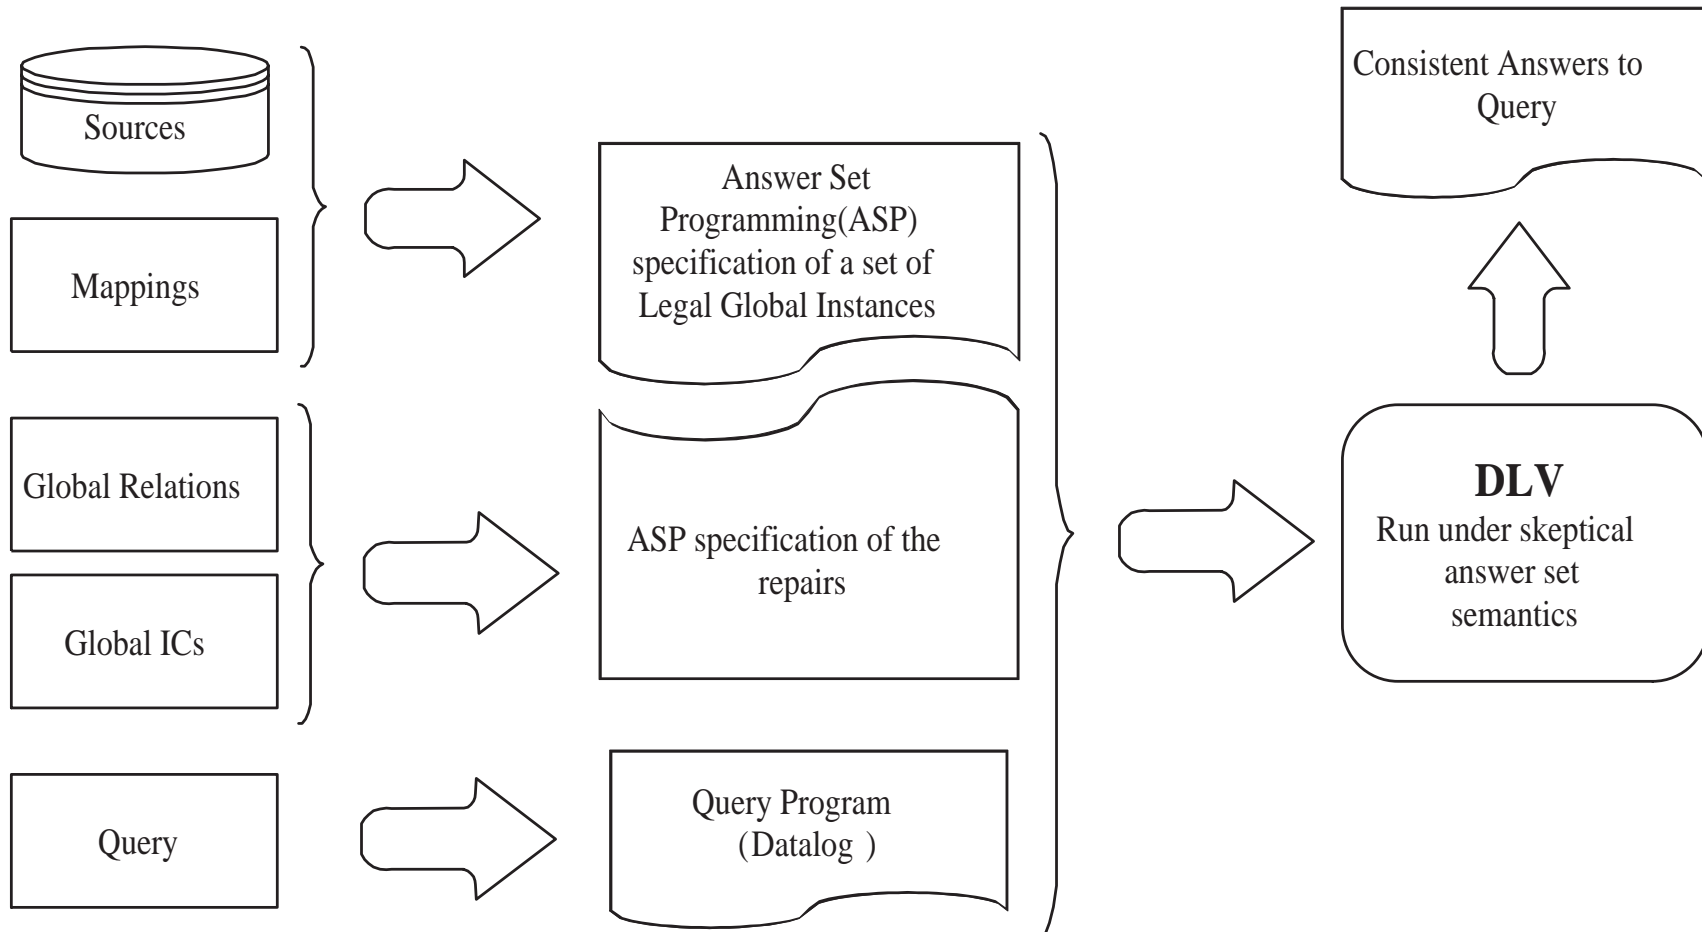 Sources
Mappings
Global Relations
Global ICs
Query
Answer Set
Programming(ASP)
specification of a set of
Legal Global Instances
ASP specification of the
repairs
Query Program
(Datalog )
Consistent Answers to
Query
DLV
Run under skeptical
answer set
semantics